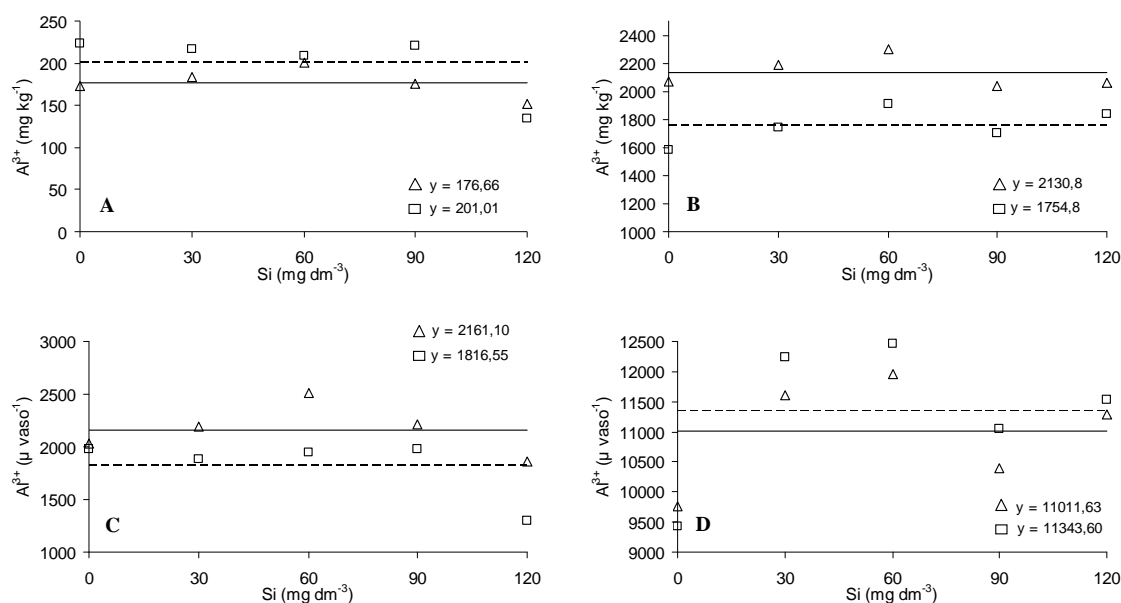 250
200
150
100
50
0
Al³⁺ (mg kg⁻¹)
y = 176,66
y = 201,01
A
0 30 60 90 120
Si (mg dm⁻³)
2400
2200
2000
1800
1600
1400
1200
1000
Al³⁺ (mg kg⁻¹)
y = 2130,8
y = 1754,8
B
0 30 60 90 120
Si (mg dm⁻³)
3000
2500
2000
1500
1000
Al³⁺ (µ vaso⁻¹)
y = 2161,10
y = 1816,55
C
0 30 60 90 120
Si (mg dm⁻³)
12500
12000
11500
11000
10500
10000
9500
9000
Al³⁺ (µ vaso⁻¹)
y = 11011,63
y = 11343,60
D
0 30 60 90 120
Si (mg dm⁻³)